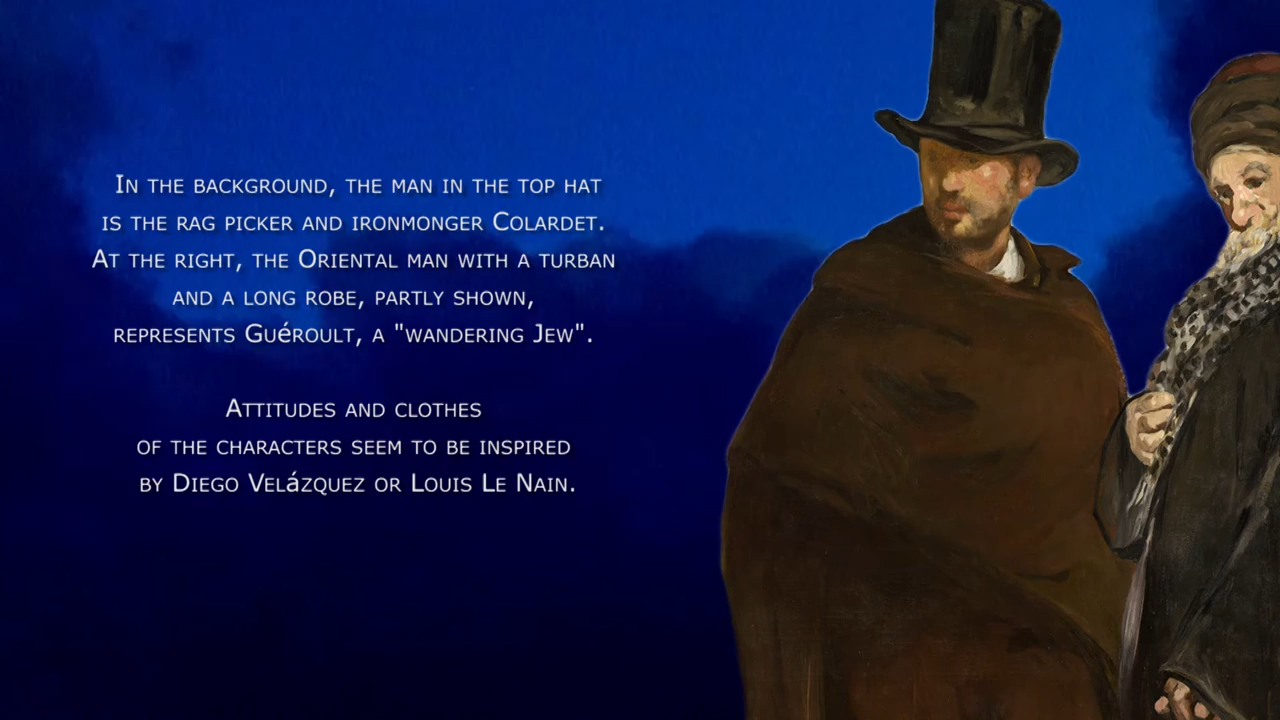 In the background, the man in the top hat
is the rag picker and ironmonger Colardet.
At the right, the Oriental man with a turban
and a long robe, partly shown,
represents Guéroult, a "wandering Jew".
Attitudes and clothes
of the characters seem to be inspired
by Diego Velázquez or Louis Le Nain.